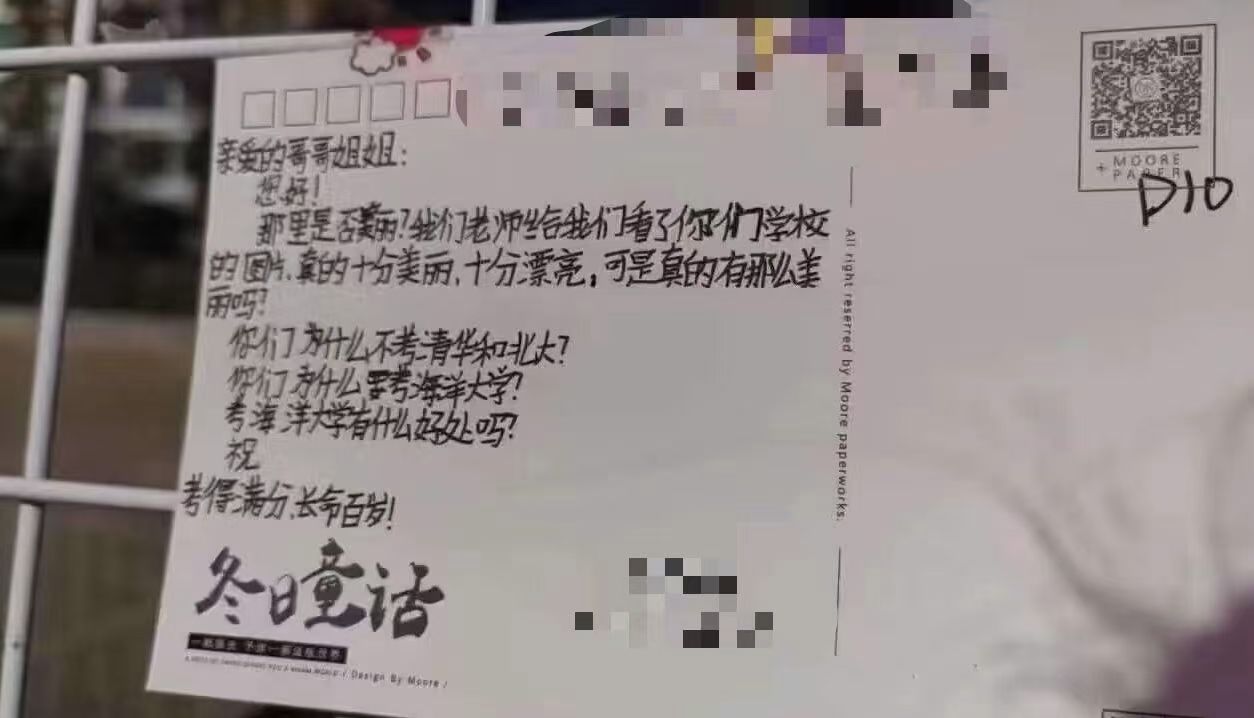 亲爱的哥哥姐姐：
您好！
那里是否美丽？我们老师给我们看了你们学校
的图片、真的十分美丽、十分漂亮，可是真的有那么美
丽吗？
你们为什么不考清华和北大？
你们为什么要考海洋大学？
考海洋大学有什么好处吗？
祝
考得满分、长命百岁！
冬日童话
/ Design By Moore /
All right reserred by Moore paperworks.
+ MOORE
PAPER
D10